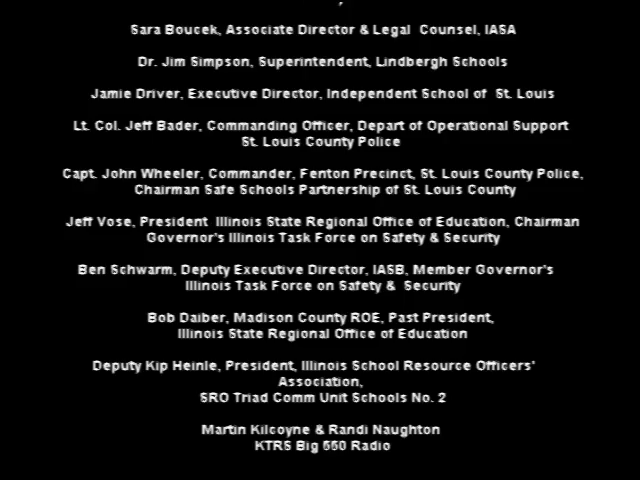 Sara Boucek, Associate Director & Legal Counsel, IASA
Dr. Jim Simpson, Superintendent, Lindbergh Schools
Jamie Driver, Executive Director, Independent School of St. Louis
Lt. Col. Jeff Bader, Commanding Officer, Depart of Operational Support
St. Louis County Police
Capt. John Wheeler, Commander, Fenton Precinct, St. Louis County Police,
Chairman Safe Schools Partnership of St. Louis County
Jeff Vose, President Illinois State Regional Office of Education, Chairman
Governor's Illinois Task Force on Safety & Security
Ben Schwarm, Deputy Executive Director, IASB, Member Governor's
Illinois Task Force on Safety & Security
Bob Daiber, Madison County ROE, Past President,
Illinois State Regional Office of Education
Deputy Kip Heinle, President, Illinois School Resource Officers'
Association,
SRO Triad Comm Unit Schools No. 2
Martin Kilcoyne & Randi Naughton
KTRS Big 550 Radio